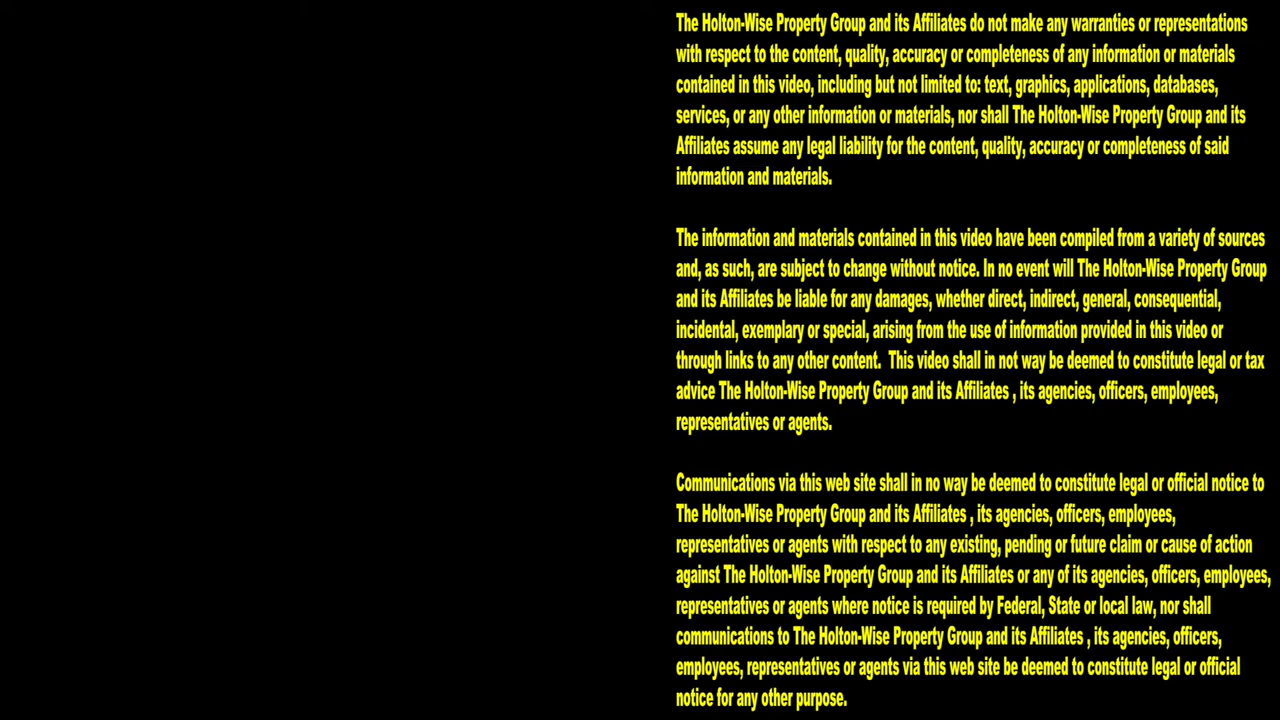 The Holton-Wise Property Group and its Affiliates do not make any warranties or representations
with respect to the content, quality, accuracy or completeness of any information or materials
contained in this video, including but not limited to: text, graphics, applications, databases,
services, or any other information or materials, nor shall The Holton-Wise Property Group and its
Affiliates assume any legal liability for the content, quality, accuracy or completeness of said
information and materials.
The information and materials contained in this video have been compiled from a variety of sources
and, as such, are subject to change without notice. In no event will The Holton-Wise Property Group
and its Affiliates be liable for any damages, whether direct, indirect, general, consequential,
incidental, exemplary or special, arising from the use of information provided in this video or
through links to any other content.  This video shall in not way be deemed to constitute legal or tax
advice The Holton-Wise Property Group and its Affiliates , its agencies, officers, employees,
representatives or agents.
Communications via this web site shall in no way be deemed to constitute legal or official notice to
The Holton-Wise Property Group and its Affiliates , its agencies, officers, employees,
representatives or agents with respect to any existing, pending or future claim or cause of action
against The Holton-Wise Property Group and its Affiliates or any of its agencies, officers, employees,
representatives or agents where notice is required by Federal, State or local law, nor shall
communications to The Holton-Wise Property Group and its Affiliates , its agencies, officers,
employees, representatives or agents via this web site be deemed to constitute legal or official
notice for any other purpose.